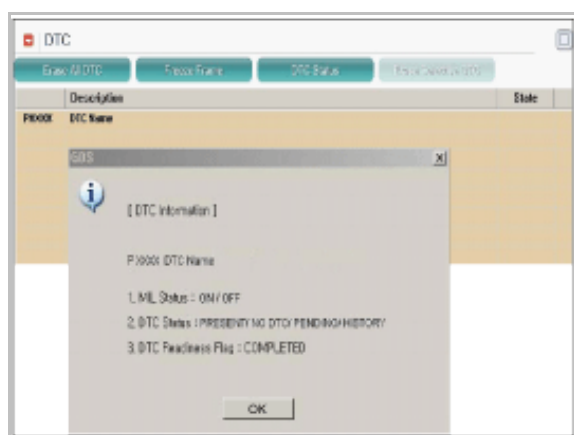 DTC
Erase All DTC Freeze Frame DTC Status
Description State
PXXXX DTC Name
GDS
[ DTC Information ]
PXXXX DTC Name
1. MIL Status : ON / OFF
2. DTC Status : PRESENT/ NO DTC/ PENDING/HISTORY
3. DTC Readiness Flag : COMPLETED
OK